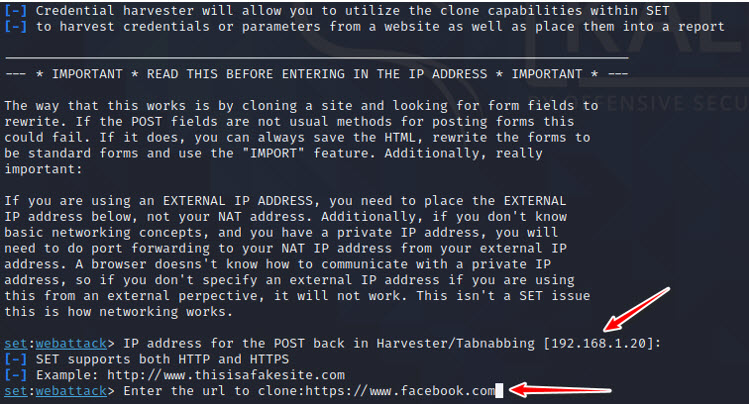 [-] Credential harvester will allow you to utilize the clone capabilities within SET
[-] to harvest credentials or parameters from a website as well as place them into a report
-------------------------------------------------------------------------------
--- * IMPORTANT * READ THIS BEFORE ENTERING IN THE IP ADDRESS * IMPORTANT * ---
The way that this works is by cloning a site and looking for form fields to
rewrite. If the POST fields are not usual methods for posting forms this
could fail. If it does, you can always save the HTML, rewrite the forms to
be standard forms and use the "IMPORT" feature. Additionally, really
important:
If you are using an EXTERNAL IP ADDRESS, you need to place the EXTERNAL
IP address below, not your NAT address. Additionally, if you don't know
basic networking concepts, and you have a private IP address, you will
need to do port forwarding to your NAT IP address from your external IP
address. A browser doesns't know how to communicate with a private IP
address, so if you don't specify an external IP address if you are using
this from an external perpective, it will not work. This isn't a SET issue
this is how networking works.
set:webattack> IP address for the POST back in Harvester/Tabnabbing [192.168.1.20]:
[-] SET supports both HTTP and HTTPS
[-] Example: http://www.thisisafakesite.com
set:webattack> Enter the url to clone:https://www.facebook.com